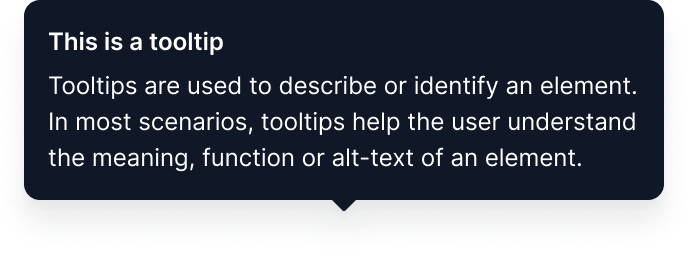 This is a tooltip
Tooltips are used to describe or identify an element.
In most scenarios, tooltips help the user understand
the meaning, function or alt-text of an element.